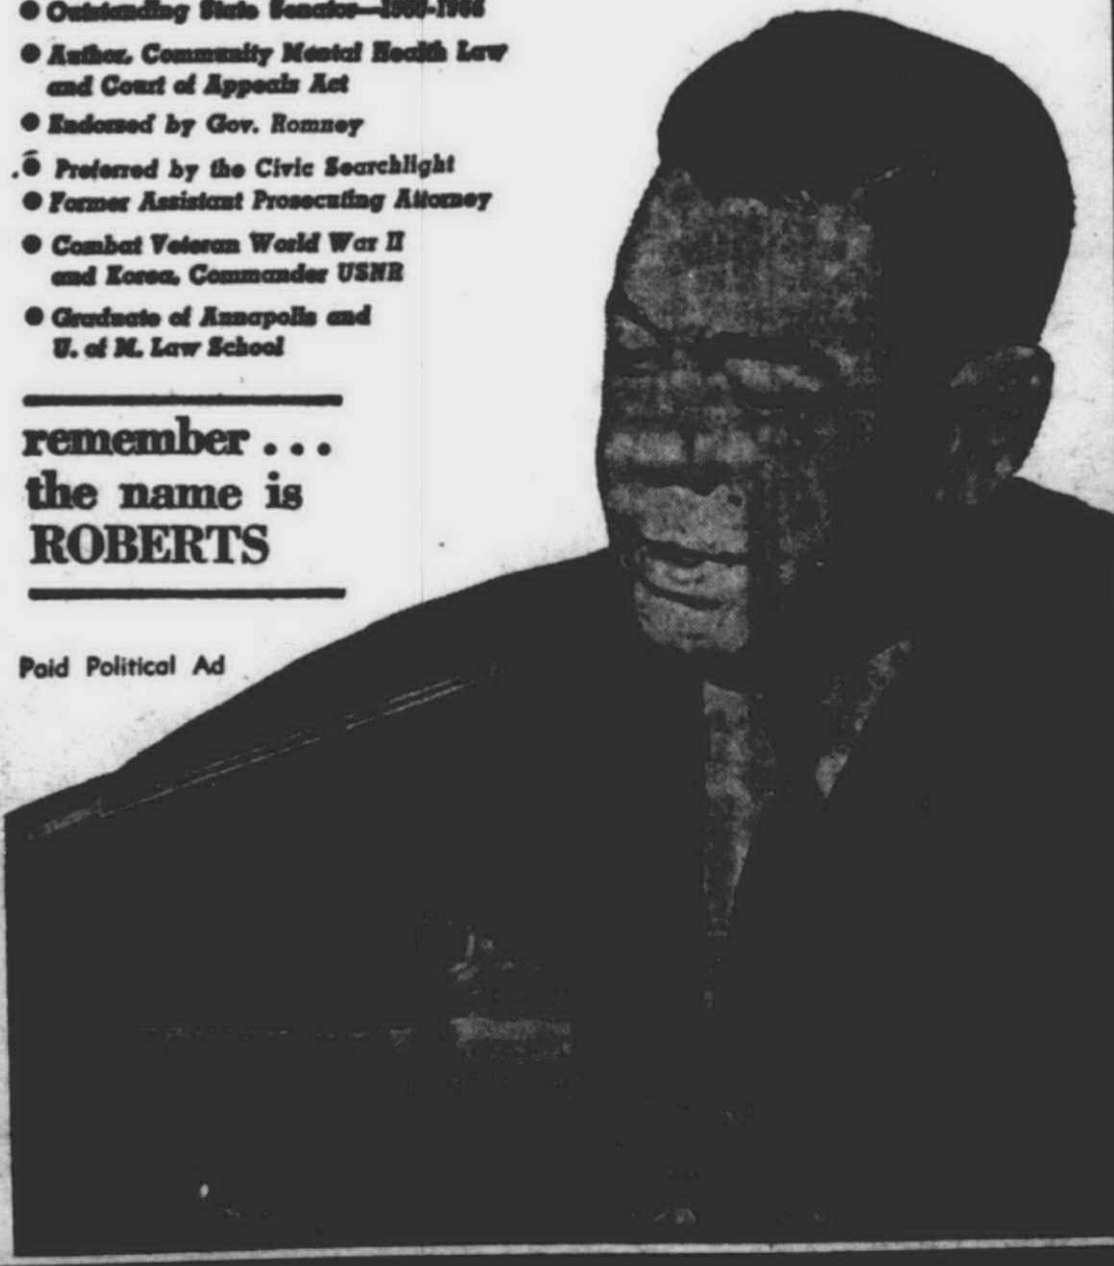 ● Outstanding State Senator—
● Author, Community Mental Health Law
and Court of Appeals Act
● Endorsed by Gov. Romney
● Preferred by the Civic Searchlight
● Former Assistant Prosecuting Attorney
● Combat Veteran World War II
and Korea, Commander USNR
● Graduate of Annapolis and
U. of M. Law School
remember...
the name is
ROBERTS
Paid Political Ad